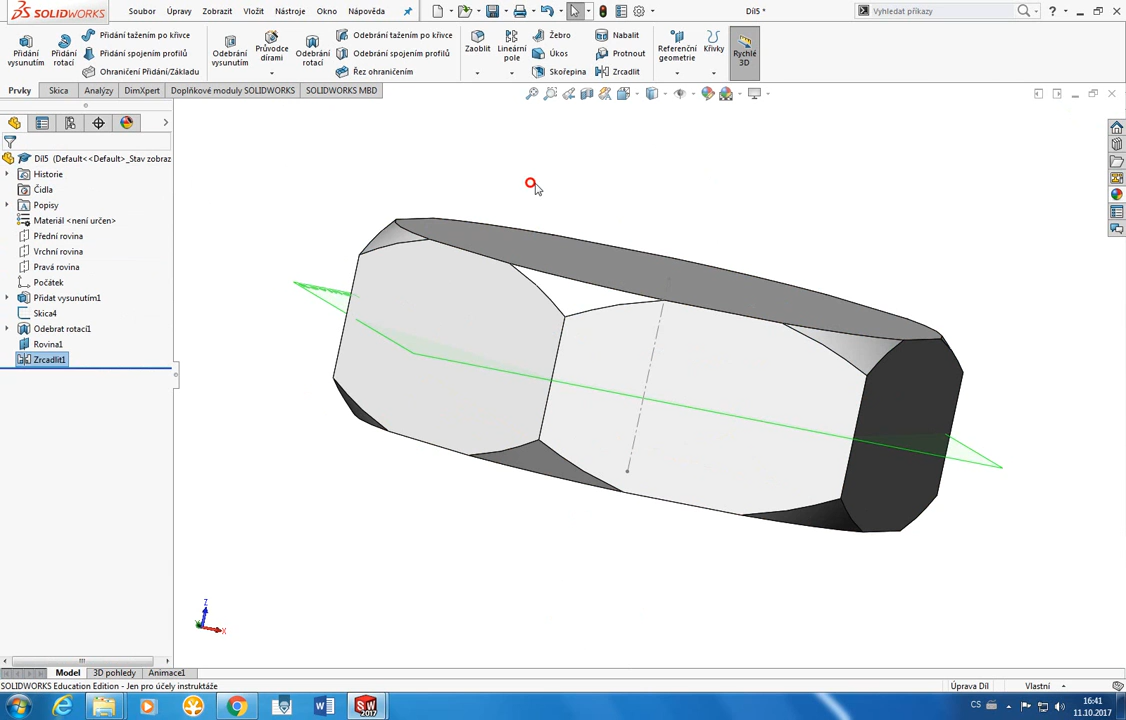 SOLIDWORKS
Soubor Úpravy Zobrazit Vložit Nástroje Okno Nápověda
Díl5 *
Vyhledat příkazy
Přidání vysunutím
Přidání rotací
Přidání tažením po křivce
Přidání spojením profilů
Ohraničení Přidání/Základu
Odebrání vysunutím
Průvodce dírami
Odebrání rotací
Odebrání tažením po křivce
Odebrání spojením profilů
Řez ohraničením
Zaoblit
Lineární pole
Žebro
Úkos
Skořepina
Nabalit
Protnout
Zrcadlit
Referenční geometrie
Křivky
Rychlé 3D
Prvky Skica Analýzy DimXpert Doplňkové moduly SOLIDWORKS SOLIDWORKS MBD
Díl5 (Default<<Default>_Stav zobraz
Historie
Čidla
Popisy
Materiál <není určen>
Přední rovina
Vrchní rovina
Pravá rovina
Počátek
Přidat vysunutím1
Skica4
Odebrat rotací1
Rovina1
Zrcadlit1
Z
X
Model 3D pohledy Animace1
SOLIDWORKS Education Edition - Jen pro účely instruktáže
Úprava Díl
Vlastní
CS
16:41
11.10.2017
SW
2017